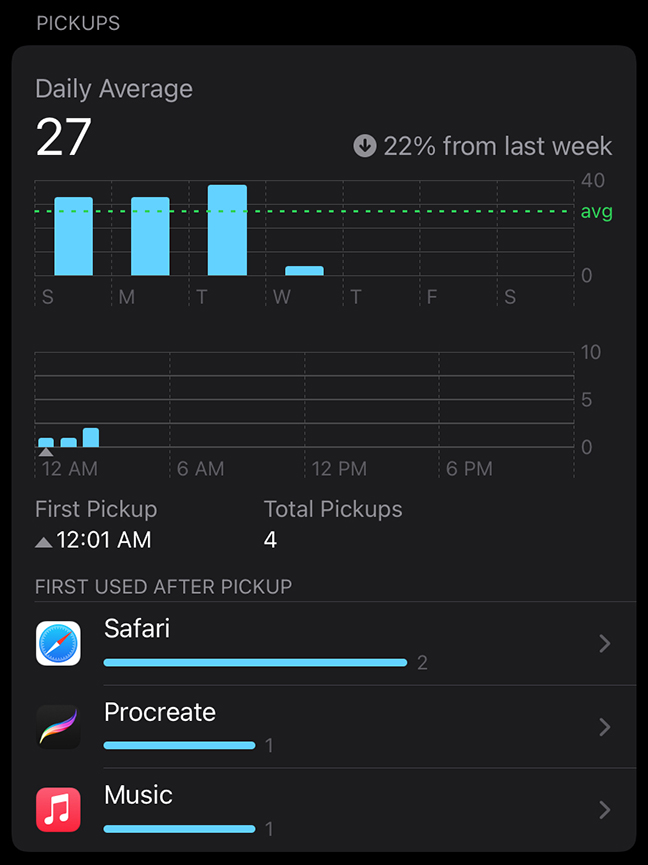 PICKUPS
Daily Average
27
22% from last week
40
avg
0
S M T W T F S
10
5
0
12 AM 6 AM 12 PM 6 PM
First Pickup Total Pickups
12:01 AM 4
FIRST USED AFTER PICKUP
Safari
2
Procreate
1
Music
1